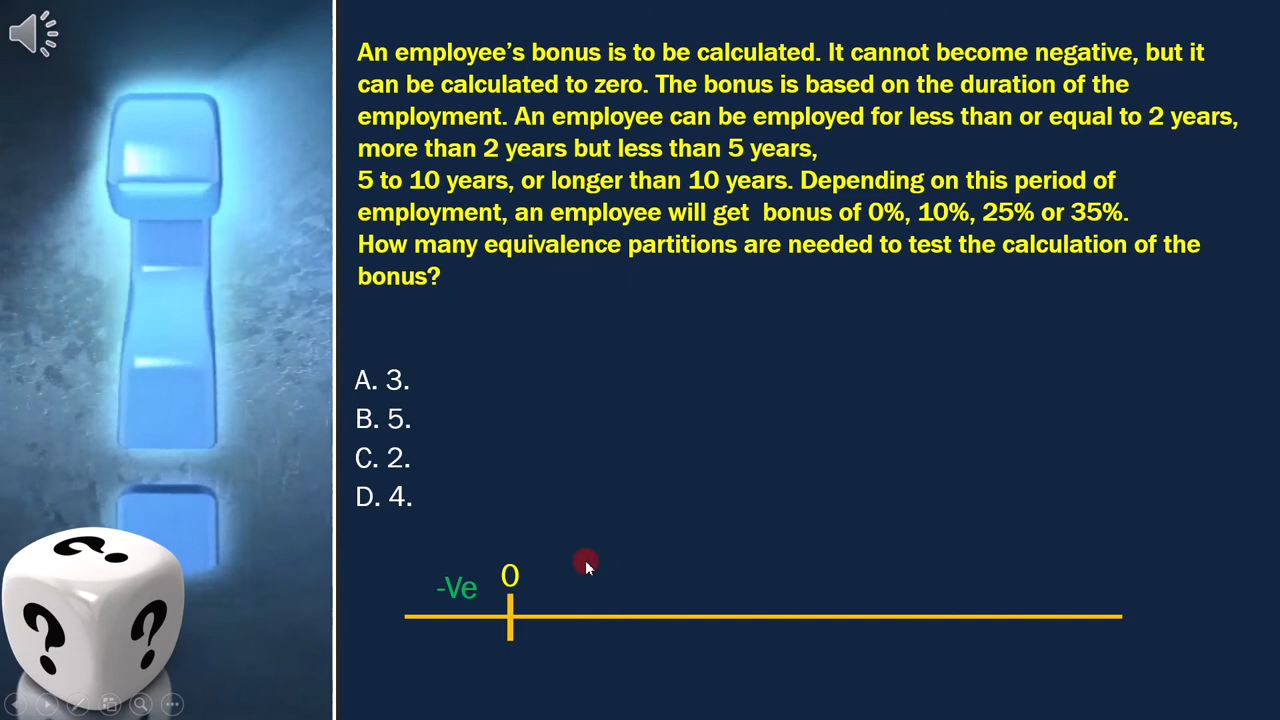 An employee’s bonus is to be calculated. It cannot become negative, but it
can be calculated to zero. The bonus is based on the duration of the
employment. An employee can be employed for less than or equal to 2 years,
more than 2 years but less than 5 years,
5 to 10 years, or longer than 10 years. Depending on this period of
employment, an employee will get  bonus of 0%, 10%, 25% or 35%.
How many equivalence partitions are needed to test the calculation of the
bonus?
A. 3.
B. 5.
C. 2.
D. 4.
-Ve 0
? ? ?